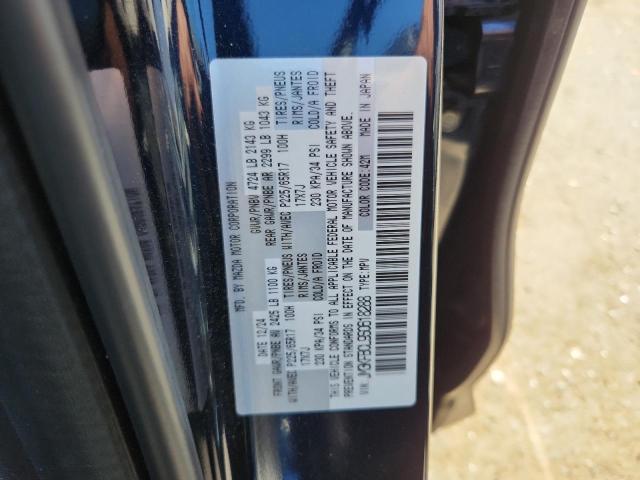 MFD. BY MAZDA MOTOR CORPORATION
DATE: 12/24 GVWR/PNBV 4724 LB 2143 KG
FRONT GAWR/PNBE AV 2425 LB 1100 KG REAR GAWR/PNBE AR 2299 LB 1043 KG
WITH/AVEC P225/65R17 100H TIRES/PNEUS WITH/AVEC P225/65R17 100H TIRES/PNEUS
17X7J RIMS/JANTES 17X7J RIMS/JANTES
230 KPA/34 PSI COLD/A FROID 230 KPA/34 PSI COLD/A FROID
THIS VEHICLE CONFORMS TO ALL APPLICABLE FEDERAL MOTOR VEHICLE SAFETY AND THEFT
PREVENTION STANDARDS IN EFFECT ON THE DATE OF MANUFACTURE SHOWN ABOVE.
VIN: TYPE:MPV COLOR CODE:42M MADE IN JAPAN